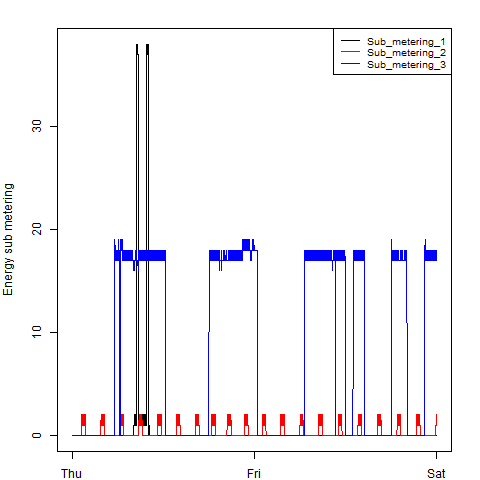 Sub_metering_1
Sub_metering_2
Sub_metering_3
Energy sub metering
30
20
10
0
Thu Fri Sat